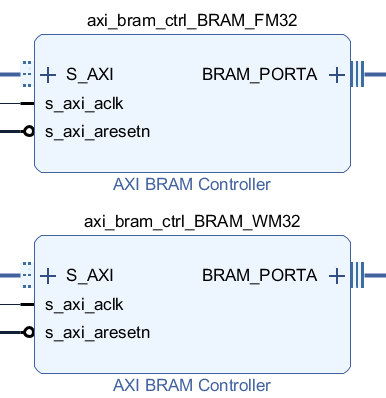 axi_bram_ctrl_BRAM_FM32
S_AXI BRAM_PORTA
s_axi_aclk
s_axi_aresetn
AXI BRAM Controller
axi_bram_ctrl_BRAM_WM32
S_AXI BRAM_PORTA
s_axi_aclk
s_axi_aresetn
AXI BRAM Controller